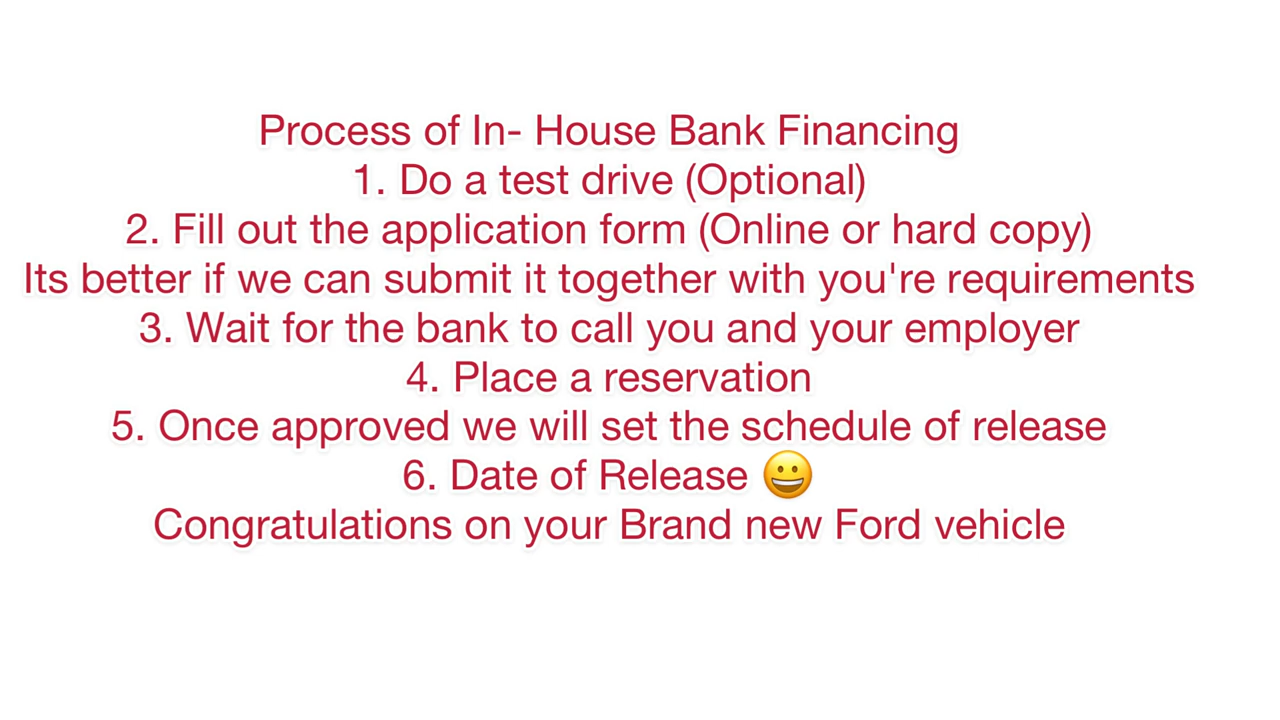 Process of In- House Bank Financing
1. Do a test drive (Optional)
2. Fill out the application form (Online or hard copy)
Its better if we can submit it together with you're requirements
3. Wait for the bank to call you and your employer
4. Place a reservation
5. Once approved we will set the schedule of release
6. Date of Release 😀
Congratulations on your Brand new Ford vehicle